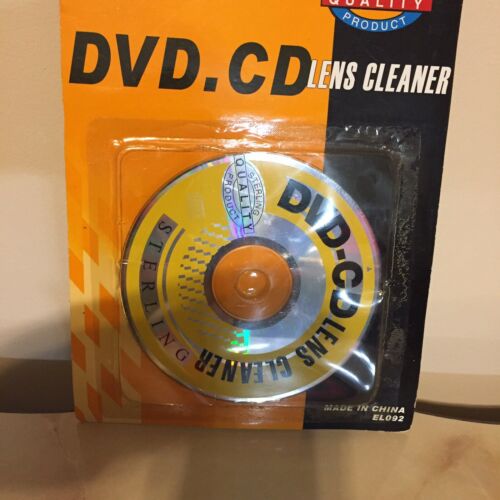 QUALITY
PRODUCT
DVD.CD LENS CLEANER
STERLING
QUALITY
PRODUCT
DVD-CD LENS CLEANER
STERLING
MADE IN CHINA
EL092